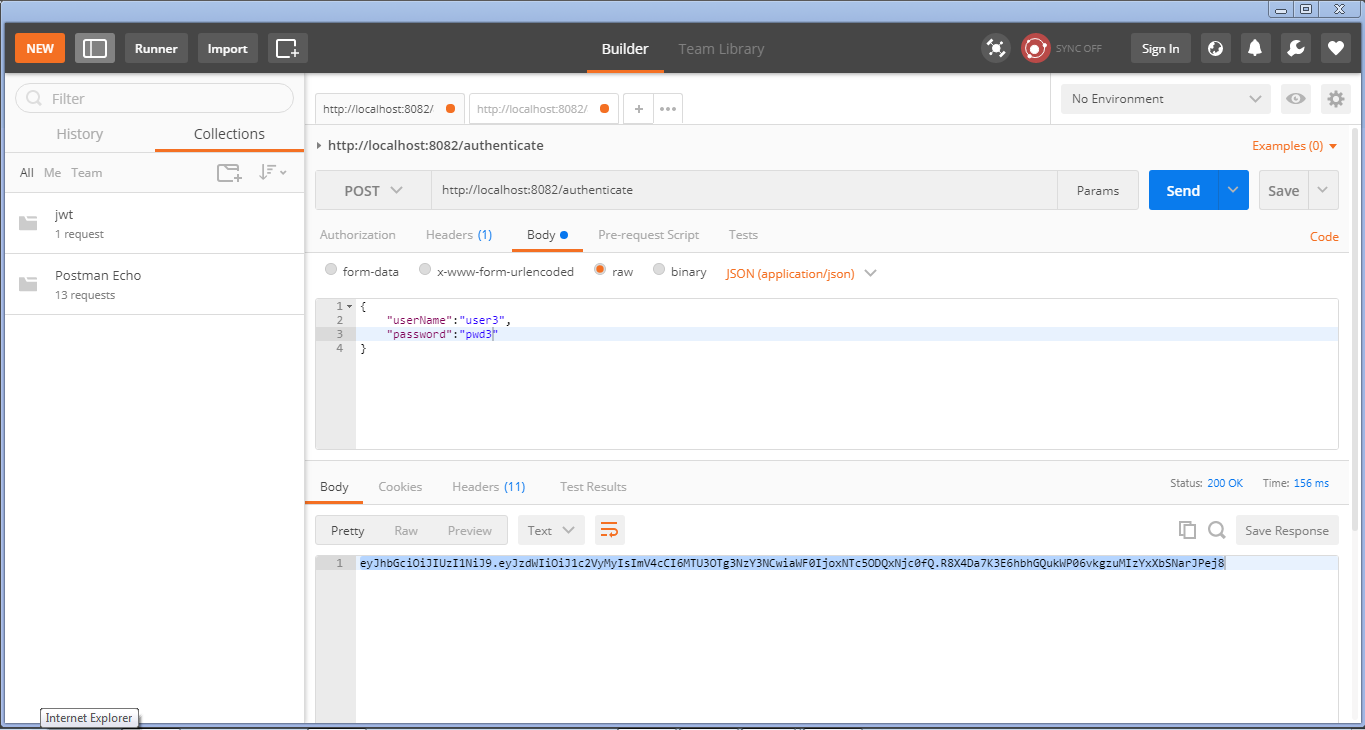 NEW Runner Import Builder Team Library SYNC OFF Sign In
Filter
History Collections
All Me Team
jwt
1 request
Postman Echo
13 requests
http://localhost:8082/ http://localhost:8082/ + ••• No Environment
http://localhost:8082/authenticate Examples (0)
POST http://localhost:8082/authenticate Params Send Save
Authorization Headers (1) Body Pre-request Script Tests Code
form-data x-www-form-urlencoded raw binary JSON (application/json)
1 {
2 "userName":"user3",
3 "password":"pwd3"
4 }
Body Cookies Headers (11) Test Results Status: 200 OK Time: 156 ms
Pretty Raw Preview Text Save Response
1 eyJhbGciOiJIUzI1NiJ9.eyJzdWIiOiJ1c2VyMyIsImV4cCI6MTU3OTg3NzY3NCwiaWF0IjoxNTc5ODQxNjc0fQ.R8X4Da7K3E6hbhGQukWP06vkgzuMIzYxXbSNarJPej8
Internet Explorer